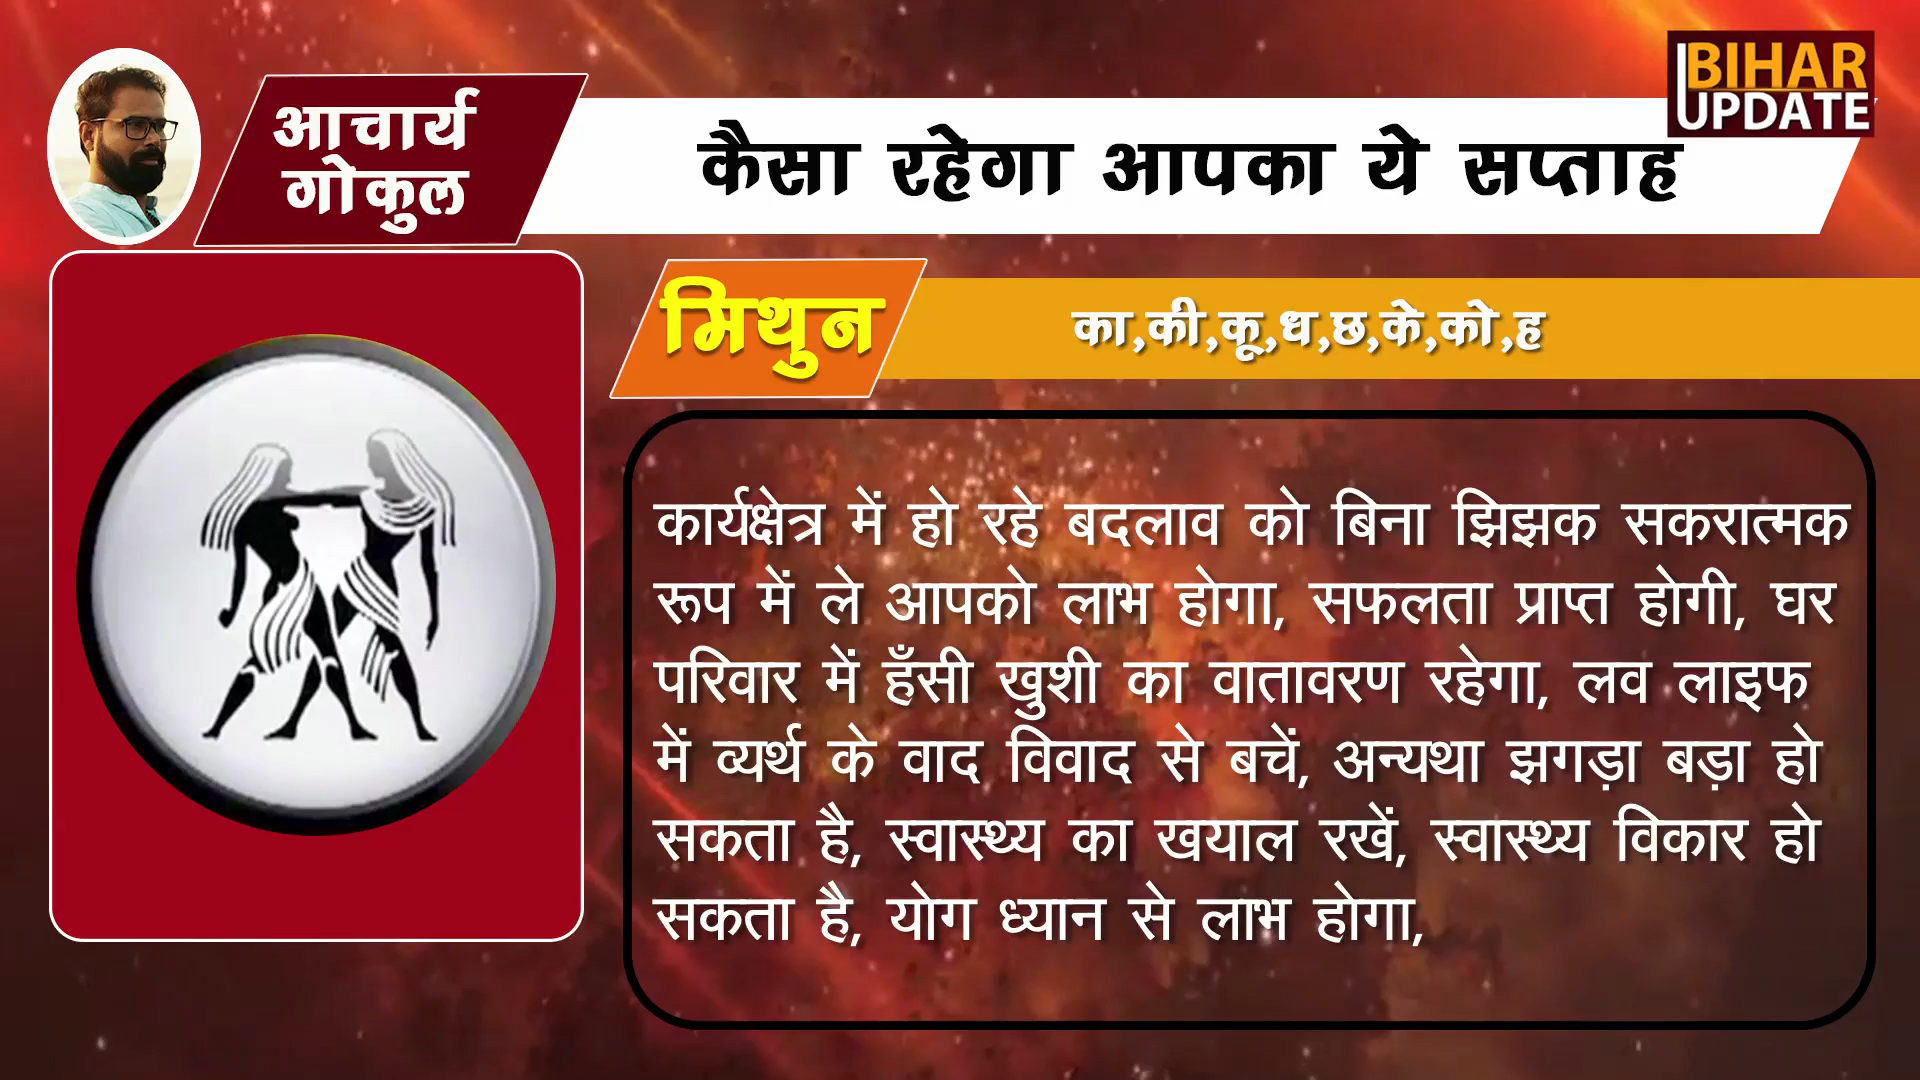 आचार्य
गोकुल
कैसा रहेगा आपका ये सप्ताह
BIHAR
UPDATE
मिथुन
का,की,कू,ध,छ,के,को,ह
कार्यक्षेत्र में हो रहे बदलाव को बिना झिझक सकरात्मक
रूप में ले आपको लाभ होगा, सफलता प्राप्त होगी, घर
परिवार में हँसी खुशी का वातावरण रहेगा, लव लाइफ
में व्यर्थ के वाद विवाद से बचें, अन्यथा झगड़ा बड़ा हो
सकता है, स्वास्थ्य का खयाल रखें, स्वास्थ्य विकार हो
सकता है, योग ध्यान से लाभ होगा,